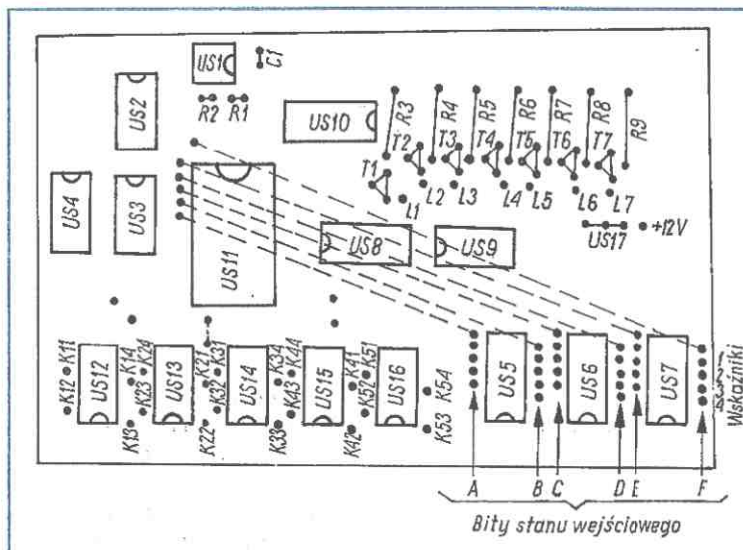 US1
C1
US2
R2 R1
US10
R3 R4 R5 R6 R7 R8 R9
T1 T2 T3 T4 T5 T6 T7
L1 L2 L3 L4 L5 L6 L7
US4
US3
US11
US8
US9
US17
+12V
K11 K14 K24 K21 K31 K34 K44 K41 K51
K12 US12 K23 US13 K32 US14 K43 US15 K52 US16 K54
K13 K22 K33 K42 K53
US5
US6
US7
1
2
3
Wskaźniki
A B C D E F
Bity stanu wejściowego